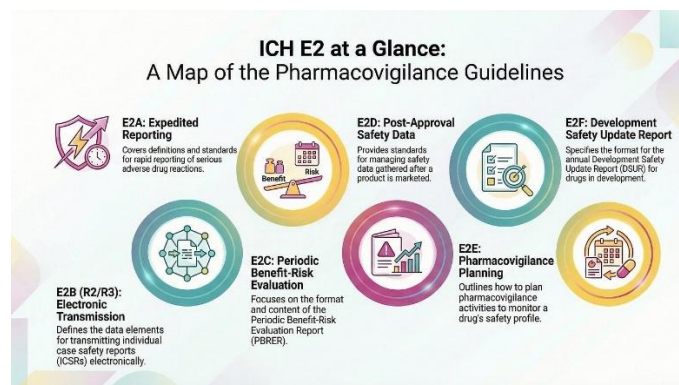 ICH E2 at a Glance:
A Map of the Pharmacovigilance Guidelines
E2A: Expedited
Reporting
Covers definitions and standards
for rapid reporting of serious
adverse drug reactions.
E2B (R2/R3):
Electronic
Transmission
Defines the data elements
for transmitting individual
case safety reports
(ICSRs) electronically.
Benefit
Risk
E2C: Periodic
Benefit-Risk
Evaluation
Focuses on the format
and content of the
Periodic Benefit-Risk
Evaluation Report
(PBRER).
E2D: Post-Approval
Safety Data
Provides standards
for managing safety
data gathered after a
product is marketed.
E2E:
Pharmacovigilance
Planning
Outlines how to plan
pharmacovigilance
activities to monitor a
drug's safety profile.
E2F: Development
Safety Update Report
Specifies the format for the
annual Development Safety
Update Report (DSUR) for
drugs in development.